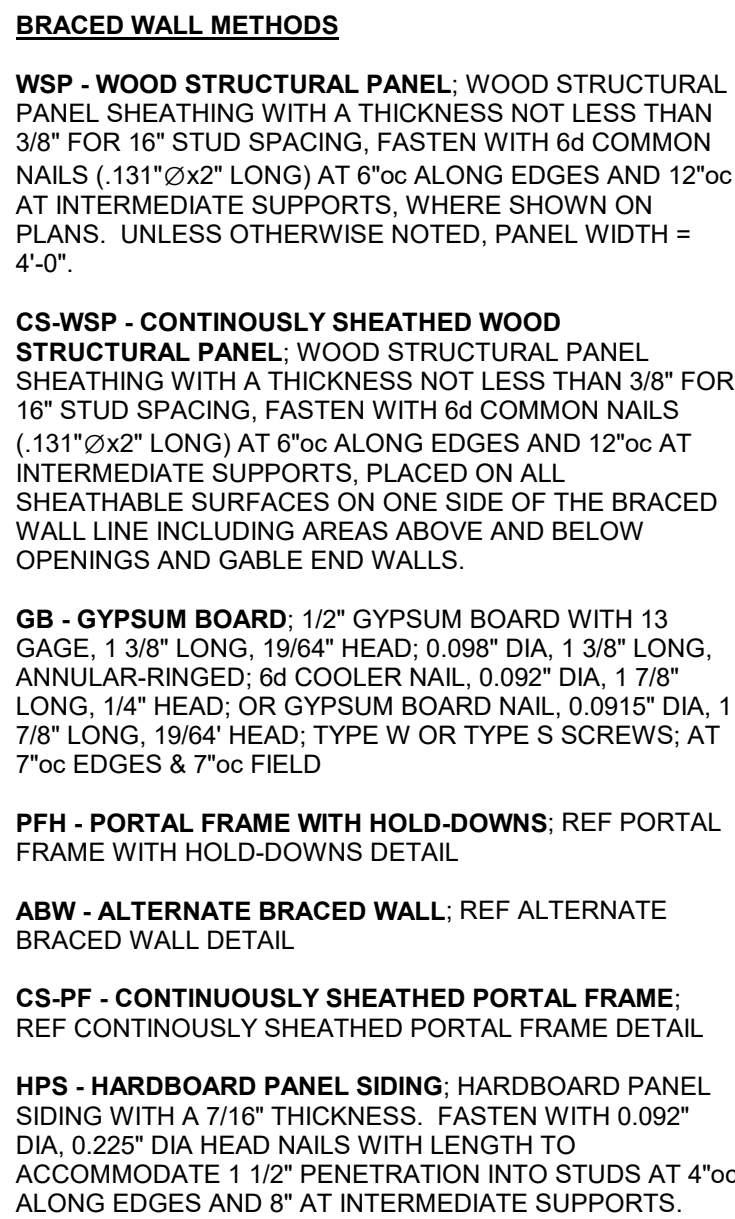 BRACED WALL METHODS
WSP - WOOD STRUCTURAL PANEL; WOOD STRUCTURAL
PANEL SHEATHING WITH A THICKNESS NOT LESS THAN
3/8" FOR 16" STUD SPACING, FASTEN WITH 6d COMMON
NAILS (.131"∅x2" LONG) AT 6"oc ALONG EDGES AND 12"oc
AT INTERMEDIATE SUPPORTS, WHERE SHOWN ON
PLANS. UNLESS OTHERWISE NOTED, PANEL WIDTH =
4'-0".
CS-WSP - CONTINOUSLY SHEATHED WOOD
STRUCTURAL PANEL; WOOD STRUCTURAL PANEL
SHEATHING WITH A THICKNESS NOT LESS THAN 3/8" FOR
16" STUD SPACING, FASTEN WITH 6d COMMON NAILS
(.131"∅x2" LONG) AT 6"oc ALONG EDGES AND 12"oc AT
INTERMEDIATE SUPPORTS, PLACED ON ALL
SHEATHABLE SURFACES ON ONE SIDE OF THE BRACED
WALL LINE INCLUDING AREAS ABOVE AND BELOW
OPENINGS AND GABLE END WALLS.
GB - GYPSUM BOARD; 1/2" GYPSUM BOARD WITH 13
GAGE, 1 3/8" LONG, 19/64" HEAD; 0.098" DIA, 1 3/8" LONG,
ANNULAR-RINGED; 6d COOLER NAIL, 0.092" DIA, 1 7/8"
LONG, 1/4" HEAD; OR GYPSUM BOARD NAIL, 0.0915" DIA, 1
7/8" LONG, 19/64' HEAD; TYPE W OR TYPE S SCREWS; AT
7"oc EDGES & 7"oc FIELD
PFH - PORTAL FRAME WITH HOLD-DOWNS; REF PORTAL
FRAME WITH HOLD-DOWNS DETAIL
ABW - ALTERNATE BRACED WALL; REF ALTERNATE
BRACED WALL DETAIL
CS-PF - CONTINUOUSLY SHEATHED PORTAL FRAME;
REF CONTINOUSLY SHEATHED PORTAL FRAME DETAIL
HPS - HARDBOARD PANEL SIDING; HARDBOARD PANEL
SIDING WITH A 7/16" THICKNESS. FASTEN WITH 0.092"
DIA, 0.225" DIA HEAD NAILS WITH LENGTH TO
ACCOMMODATE 1 1/2" PENETRATION INTO STUDS AT 4"oc
ALONG EDGES AND 8" AT INTERMEDIATE SUPPORTS.